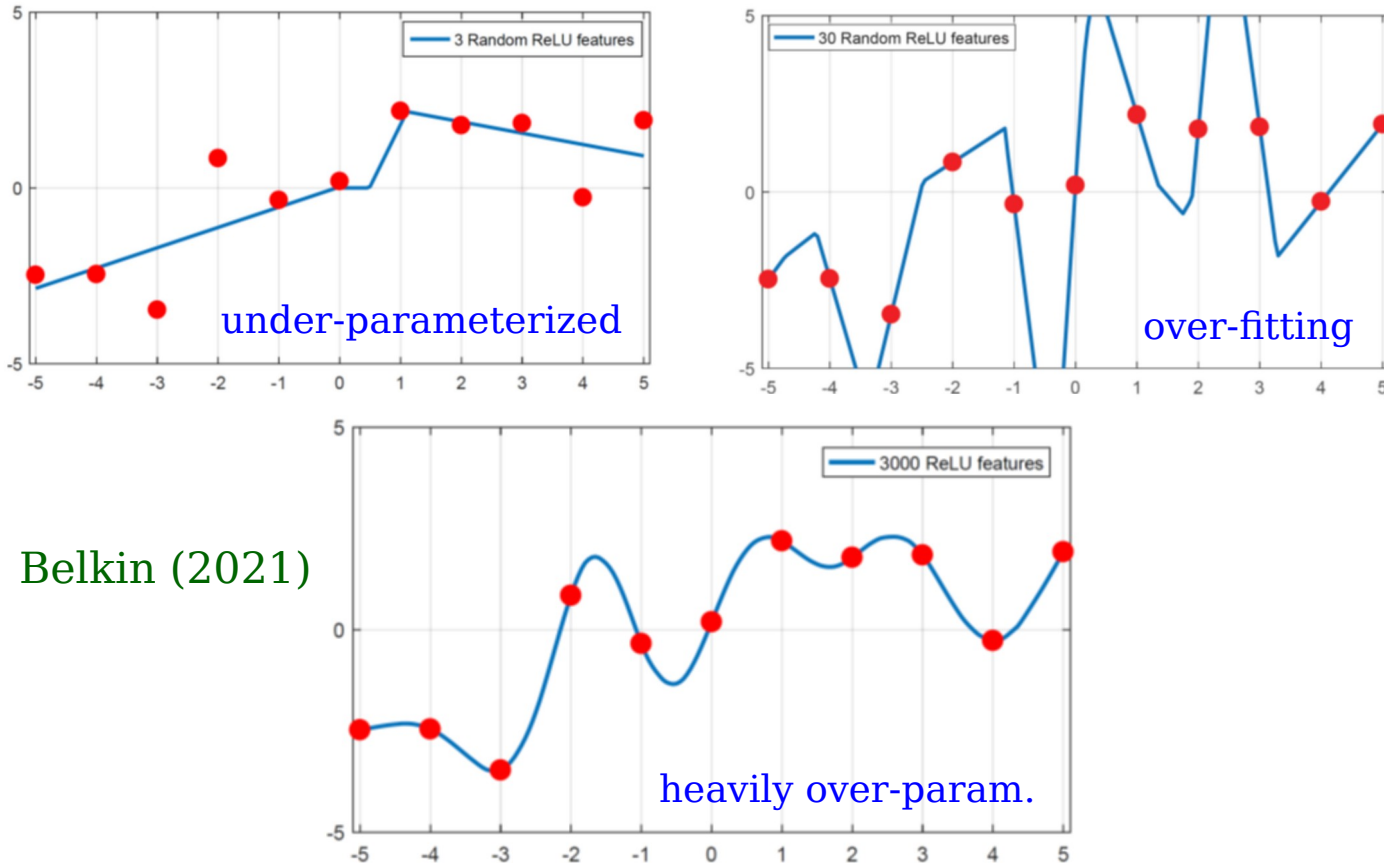 3 Random ReLU features
5
0
-5
-5 -4 -3 -2 -1 0 1 2 3 4 5
under-parameterized
30 Random ReLU features
5
0
-5
-5 -4 -3 -2 -1 0 1 2 3 4 5
over-fitting
Belkin (2021)
3000 ReLU features
5
0
-5
-5 -4 -3 -2 -1 0 1 2 3 4 5
heavily over-param.